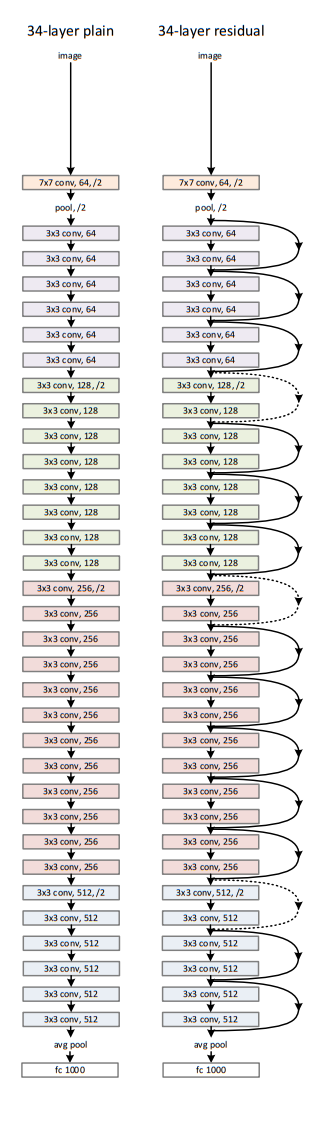 34-layer plain
image
7x7 conv, 64, /2
pool, /2
3x3 conv, 64
3x3 conv, 64
3x3 conv, 64
3x3 conv, 64
3x3 conv, 64
3x3 conv, 64
3x3 conv, 128, /2
3x3 conv, 128
3x3 conv, 128
3x3 conv, 128
3x3 conv, 128
3x3 conv, 128
3x3 conv, 128
3x3 conv, 128
3x3 conv, 256, /2
3x3 conv, 256
3x3 conv, 256
3x3 conv, 256
3x3 conv, 256
3x3 conv, 256
3x3 conv, 256
3x3 conv, 256
3x3 conv, 256
3x3 conv, 256
3x3 conv, 256
3x3 conv, 256
3x3 conv, 512, /2
3x3 conv, 512
3x3 conv, 512
3x3 conv, 512
3x3 conv, 512
3x3 conv, 512
avg pool
fc 1000
34-layer residual
image
7x7 conv, 64, /2
pool, /2
3x3 conv, 64
3x3 conv, 64
3x3 conv, 64
3x3 conv, 64
3x3 conv, 64
3x3 conv, 64
3x3 conv, 128, /2
3x3 conv, 128
3x3 conv, 128
3x3 conv, 128
3x3 conv, 128
3x3 conv, 128
3x3 conv, 128
3x3 conv, 128
3x3 conv, 256, /2
3x3 conv, 256
3x3 conv, 256
3x3 conv, 256
3x3 conv, 256
3x3 conv, 256
3x3 conv, 256
3x3 conv, 256
3x3 conv, 256
3x3 conv, 256
3x3 conv, 256
3x3 conv, 256
3x3 conv, 512, /2
3x3 conv, 512
3x3 conv, 512
3x3 conv, 512
3x3 conv, 512
3x3 conv, 512
avg pool
fc 1000